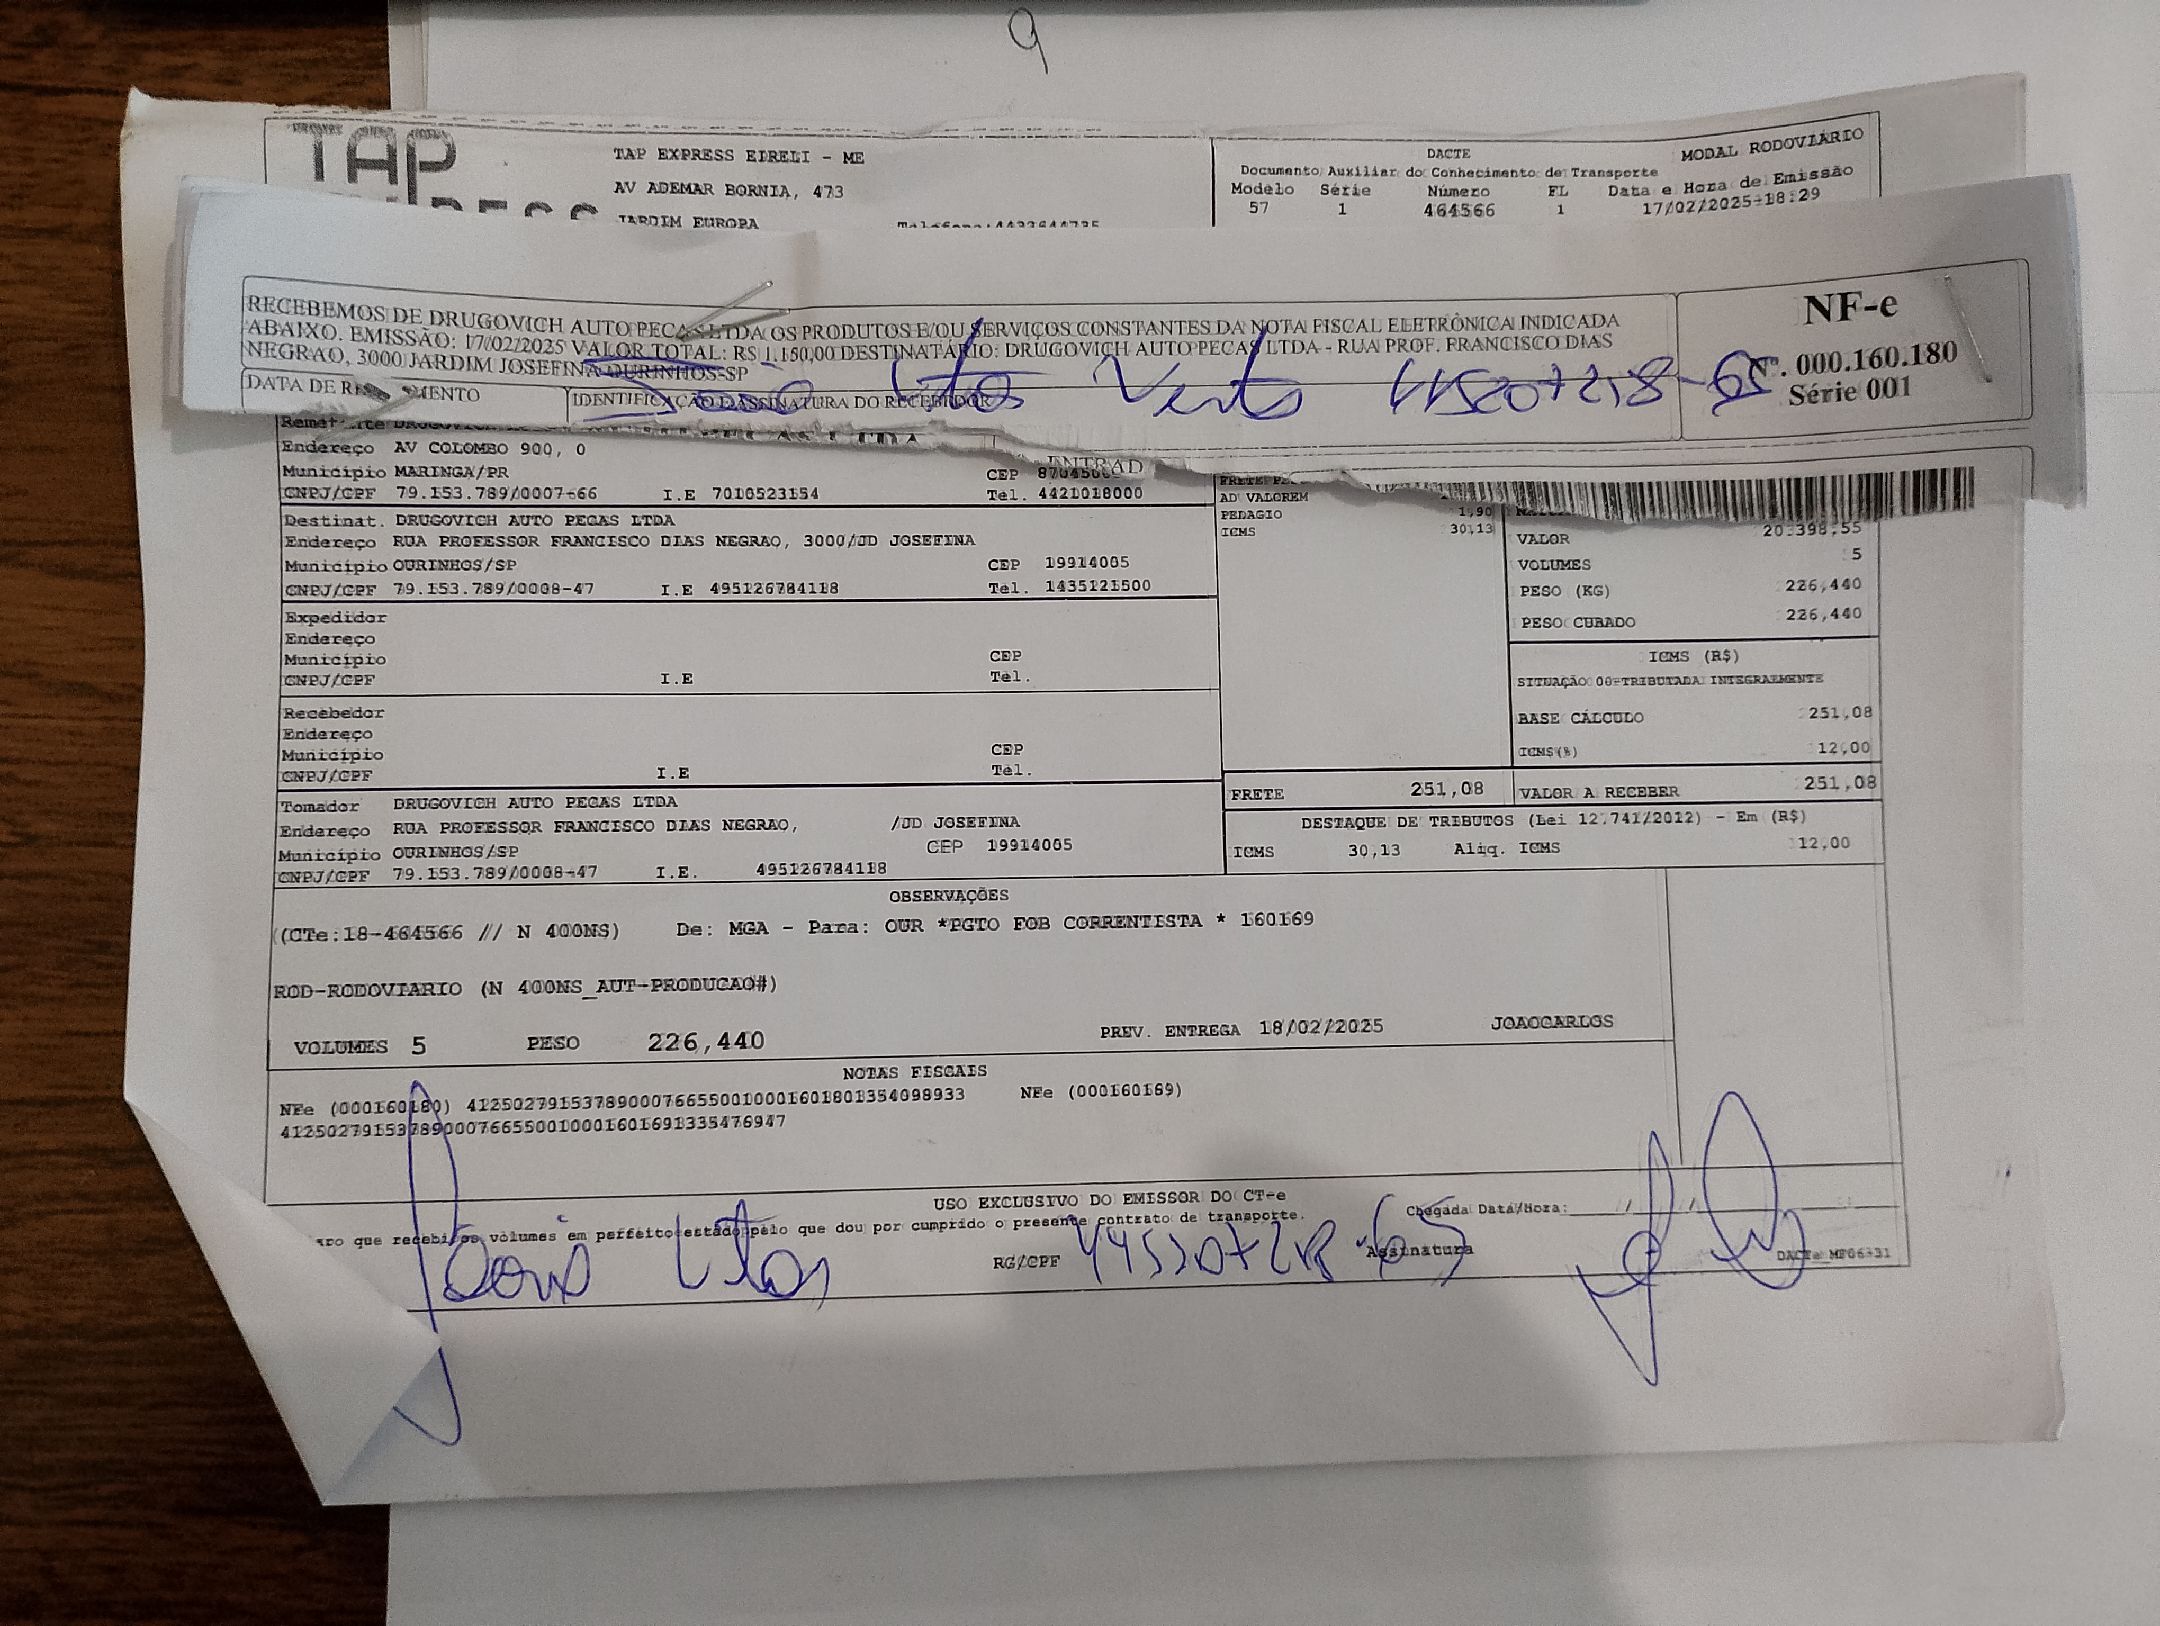 9
TAP
TAP EXPRESS EIRELI - ME
AV ADEMAR BORNIA, 473
JARDIM EUROPA
DACTE
MODAL RODOVIÁRIO
Documento Auxiliar do Conhecimento de Transporte
Modelo Série Número FL Data e Hora de Emissão
57 1 464566 1 17/02/2025-18:29
RECEBEMOS DE DRUGOVICH AUTO PECAS LTDA OS PRODUTOS E/OU SERVIÇOS CONSTANTES DA NOTA FISCAL ELETRÔNICA INDICADA
ABAIXO. EMISSÃO: 17/02/2025 VALOR TOTAL: R$ 1.150,00 DESTINATÁRIO: DRUGOVICH AUTO PECAS LTDA - RUA PROF. FRANCISCO DIAS
NEGRAO, 3000 JARDIM JOSEFINA OURINHOS-SP
DATA DE RECEBIMENTO
IDENTIFICAÇÃO E ASSINATURA DO RECEBEDOR
NF-e
Nº. 000.160.180
Série 001
Endereço AV COLOMBO 900, 0
Município MARINGA/PR CEP
CNPJ/CPF 79.153.789/0007-66 I.E 7010523154 Tel. 4421018000
Destinat. DRUGOVICH AUTO PECAS LTDA
Endereço RUA PROFESSOR FRANCISCO DIAS NEGRAO, 3000/JD JOSEFINA
Município OURINHOS/SP CEP 19914005
CNPJ/CPF 79.153.789/0008-47 I.E 495126784118 Tel. 1435121500
Expedidor
Endereço
Município CEP
CNPJ/CPF I.E Tel.
Recebedor
Endereço
Município CEP
CNPJ/CPF I.E Tel.
Tomador DRUGOVICH AUTO PECAS LTDA
Endereço RUA PROFESSOR FRANCISCO DIAS NEGRAO, /JD JOSEFINA
Município OURINHOS/SP CEP 19914005
CNPJ/CPF 79.153.789/0008-47 I.E. 495126784118
AD VALOREM
PEDAGIO 1,90
ICMS 30,13
VALOR 20.398,55
VOLUMES 5
PESO (KG) 226,440
PESO CUBADO 226,440
ICMS (R$)
SITUAÇÃO 00-TRIBUTADA INTEGRALMENTE
BASE CÁLCULO 251,08
ICMS(%) 12,00
FRETE 251,08 VALOR A RECEBER 251,08
DESTAQUE DE TRIBUTOS (Lei 12.741/2012) - Em (R$)
ICMS 30,13 Aliq. ICMS 12,00
OBSERVAÇÕES
(CTe:18-464566 // N 400NS) De: MGA - Para: OUR *PGTO FOB CORRENTISTA * 160169
ROD-RODOVIARIO (N 400NS_AUT-PRODUCAO#)
VOLUMES 5 PESO 226,440 PREV. ENTREGA 18/02/2025 JOAOCARLOS
NOTAS FISCAIS
NFe (000160180) 41250279153789000766550010001601801354098933 NFe (000160169)
41250279153789000766550010001601691335476947
USO EXCLUSIVO DO EMISSOR DO CT-e
aro que recebi os volumes em perfeito estado pelo que dou por cumprido o presente contrato de transporte.
Chegada Data/Hora: / /
RG/CPF
Assinatura
DACTe_MF06-31